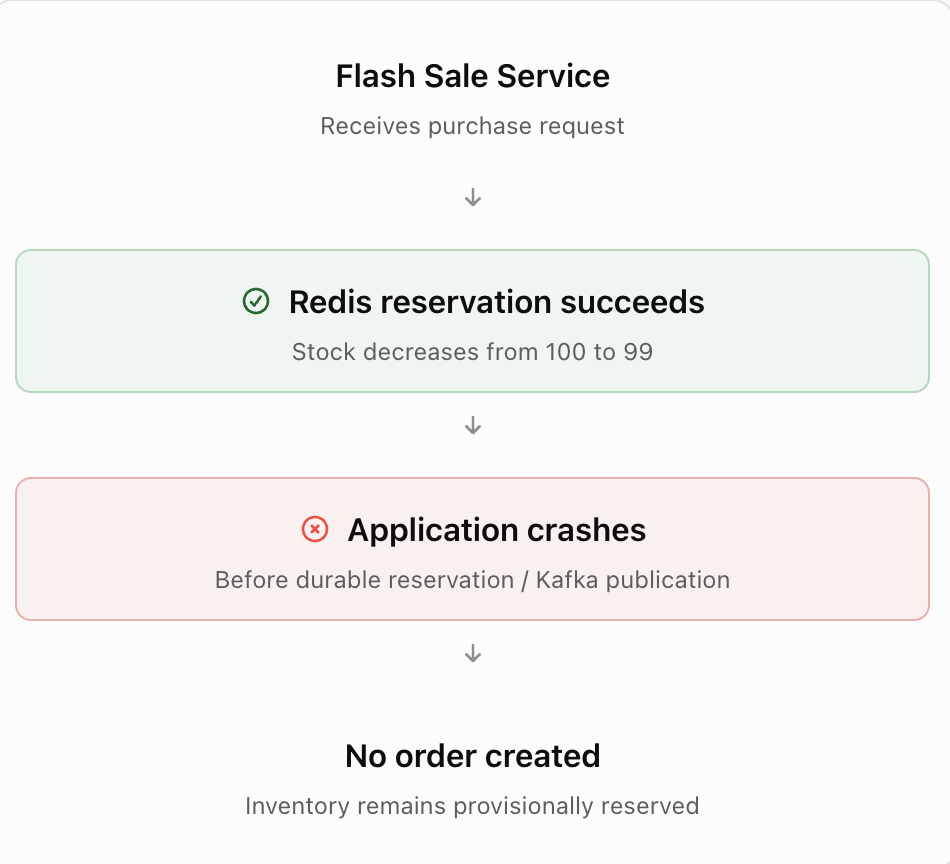 Flash Sale Service
Receives purchase request
Redis reservation succeeds
Stock decreases from 100 to 99
Application crashes
Before durable reservation / Kafka publication
No order created
Inventory remains provisionally reserved